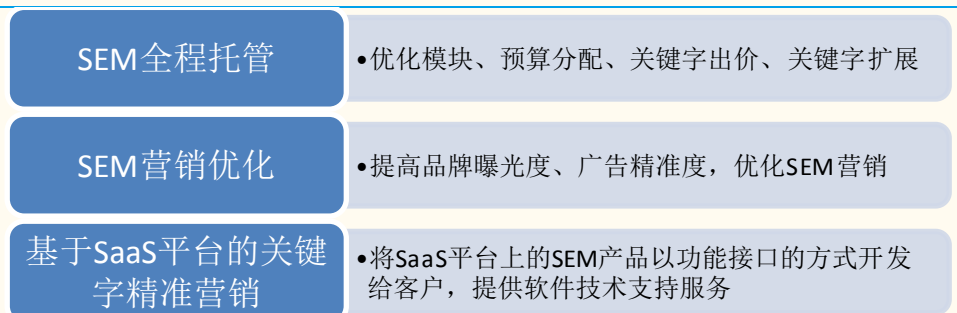 SEM全程托管
•优化模块、预算分配、关键字出价、关键字扩展
SEM营销优化
•提高品牌曝光度、广告精准度，优化SEM营销
基于SaaS平台的关键
字精准营销
•将SaaS平台上的SEM产品以功能接口的方式开发
给客户，提供软件技术支持服务